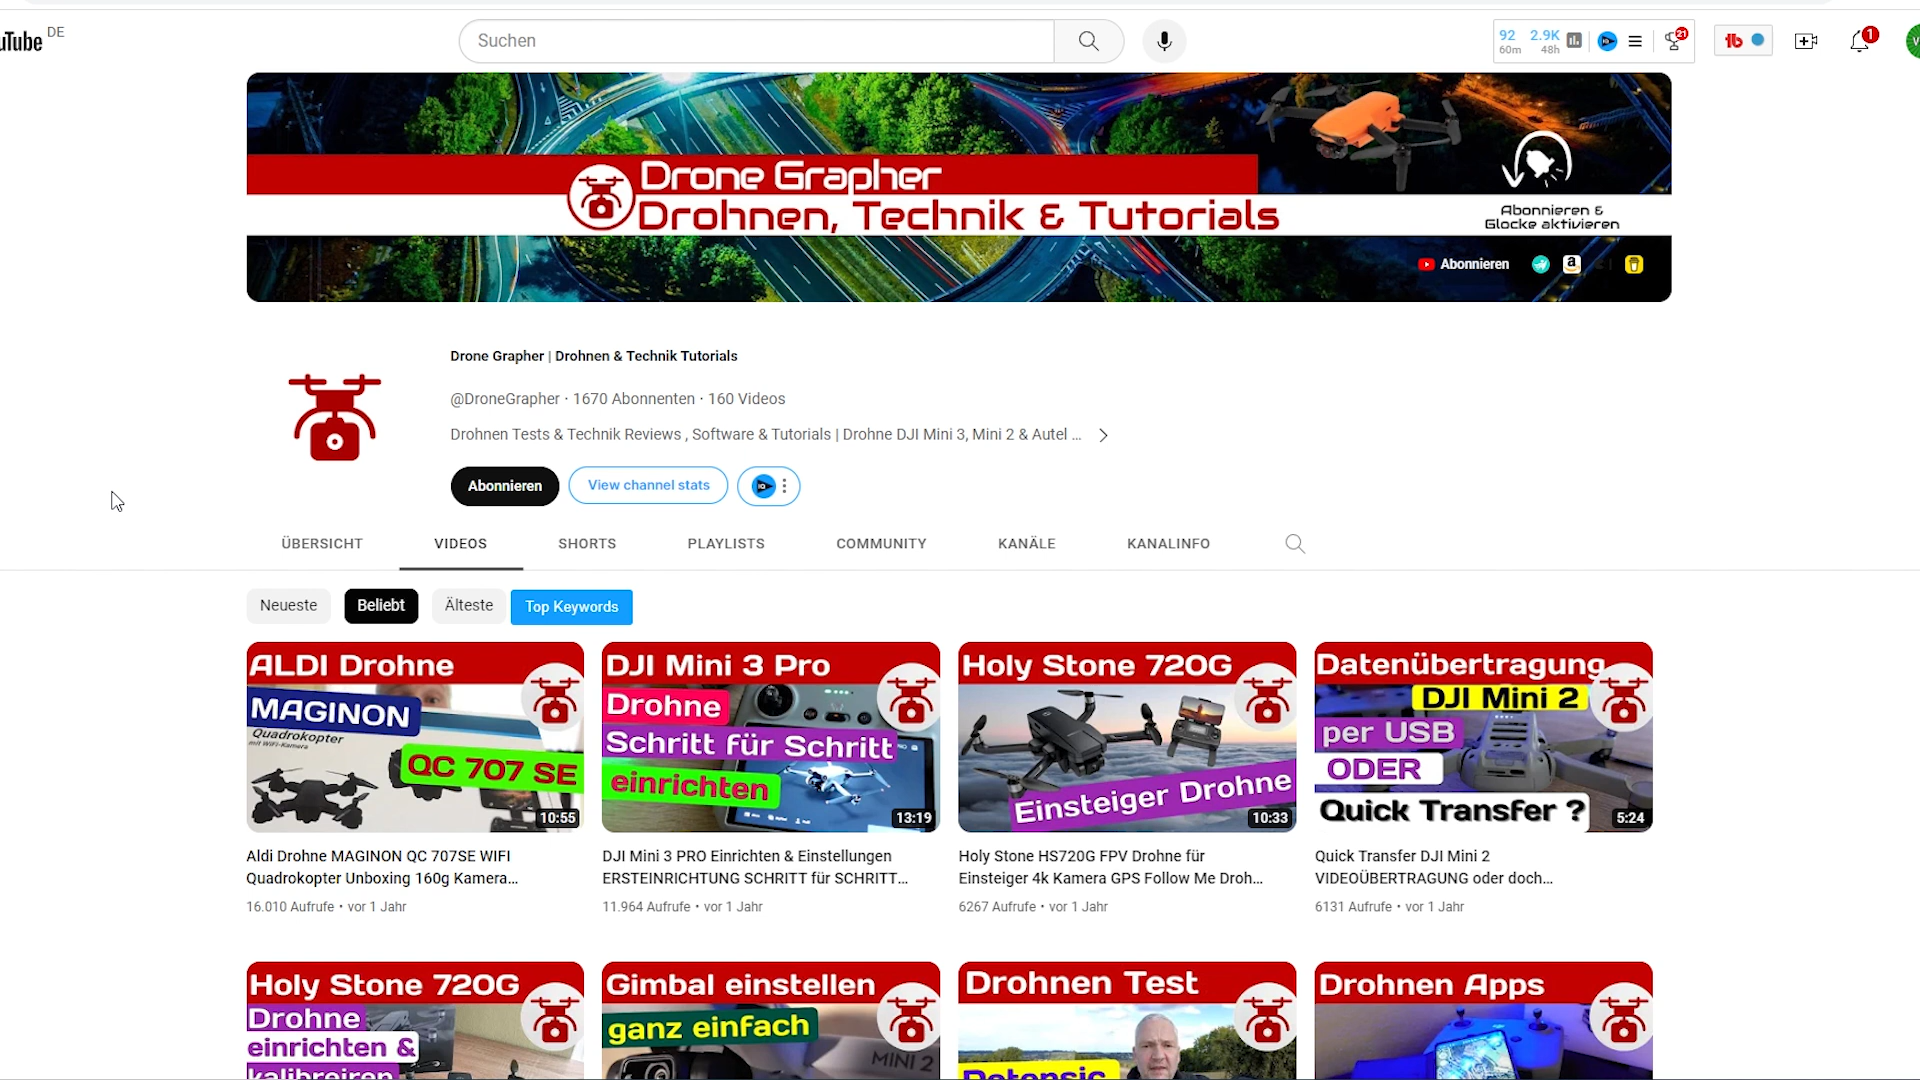 uTube DE
Suchen
92 2.9K
60m 48h
21
1
Drone Grapher
Drohnen, Technik & Tutorials
Abonnieren &
Glocke aktivieren
Abonnieren
Drone Grapher | Drohnen & Technik Tutorials
@DroneGrapher · 1670 Abonnenten · 160 Videos
Drohnen Tests & Technik Reviews , Software & Tutorials | Drohne DJI Mini 3, Mini 2 & Autel ...
Abonnieren
View channel stats
ÜBERSICHT
VIDEOS
SHORTS
PLAYLISTS
COMMUNITY
KANÄLE
KANALINFO
Neueste
Beliebt
Älteste
Top Keywords
ALDI Drohne
MAGINON
Quadrokopter
mit WiFi-Kamera
QC 707 SE
10:55
DJI Mini 3 Pro
Drohne
Schritt für Schritt
einrichten
13:19
Holy Stone 720G
Einsteiger Drohne
10:33
Datenübertragung
DJI Mini 2
per USB
ODER
Quick Transfer ?
5:24
Aldi Drohne MAGINON QC 707SE WIFI
Quadrokopter Unboxing 160g Kamera...
16.010 Aufrufe • vor 1 Jahr
DJI Mini 3 PRO Einrichten & Einstellungen
ERSTEINRICHTUNG SCHRITT für SCHRITT...
11.964 Aufrufe • vor 1 Jahr
Holy Stone HS720G FPV Drohne für
Einsteiger 4k Kamera GPS Follow Me Droh...
6267 Aufrufe • vor 1 Jahr
Quick Transfer DJI Mini 2
VIDEOÜBERTRAGUNG oder doch...
6131 Aufrufe • vor 1 Jahr
Holy Stone 720G
Drohne
einrichten &
kalibreiren
Gimbal einstellen
ganz einfach
MINI 2
Drohnen Test
Potensic
Drohnen Apps